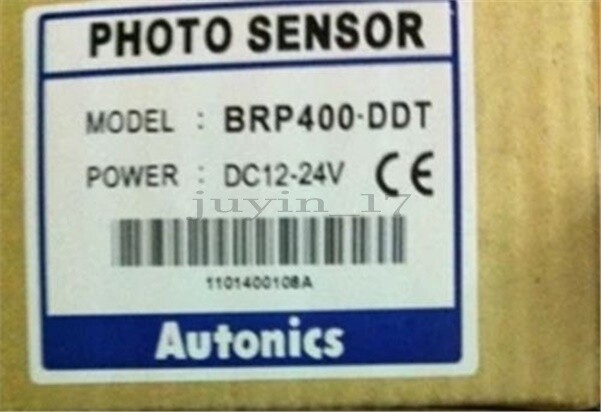 PHOTO SENSOR
MODEL : BRP400-DDT
POWER : DC12-24V CE
juyin_17
1101400108A
Autonics